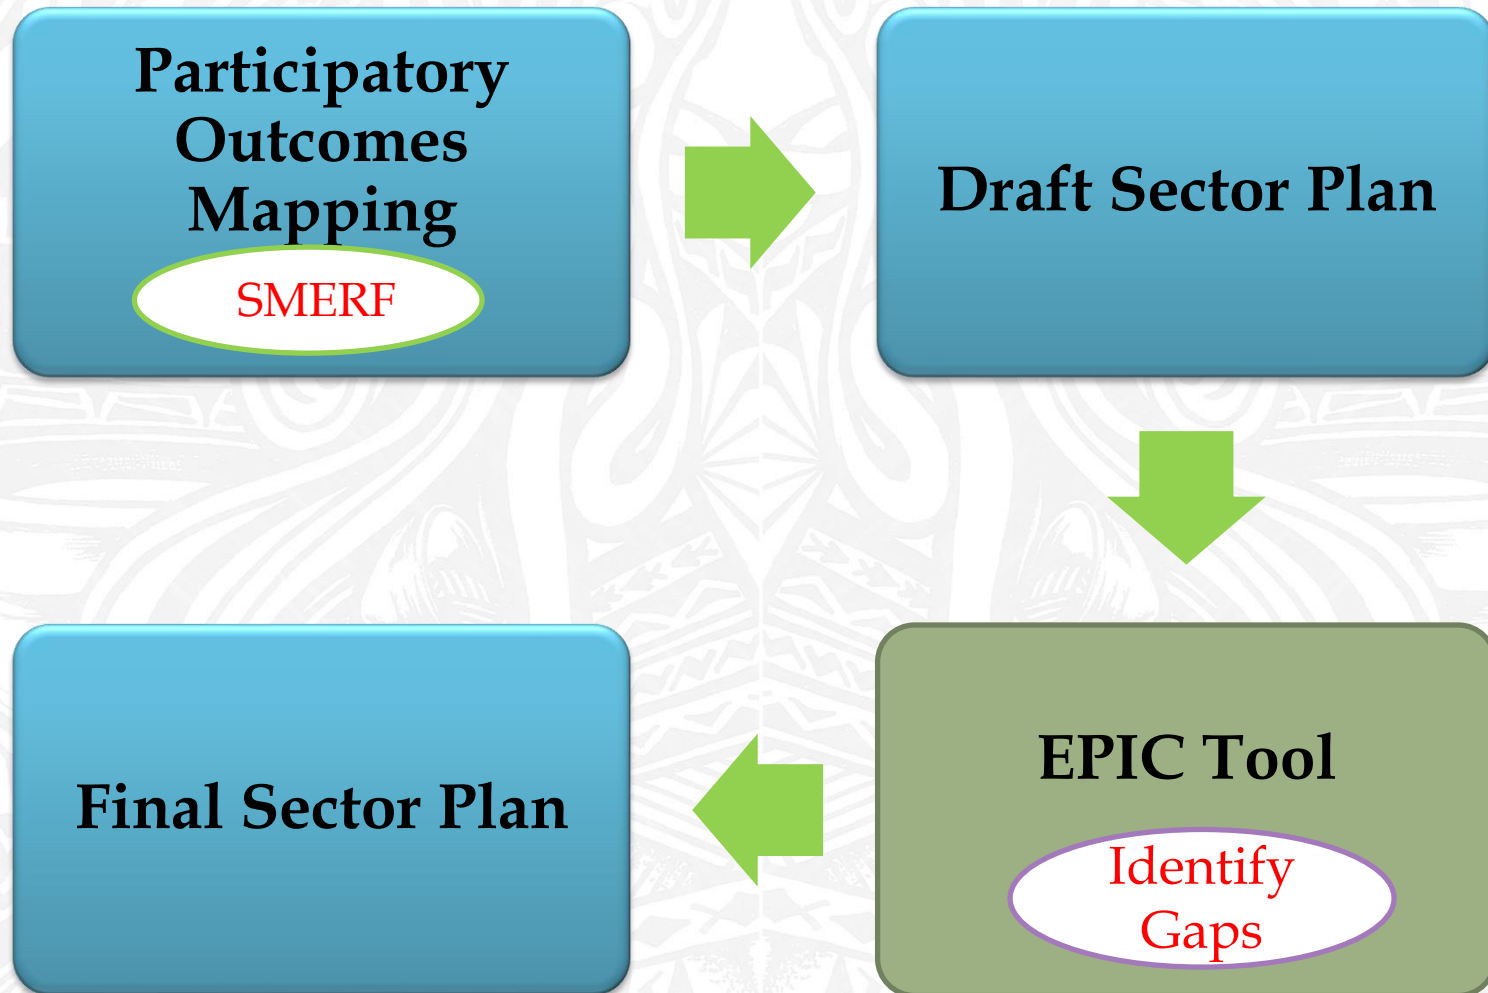 Participatory
Outcomes
Mapping
SMERF
Draft Sector Plan
Final Sector Plan
EPIC Tool
Identify
Gaps